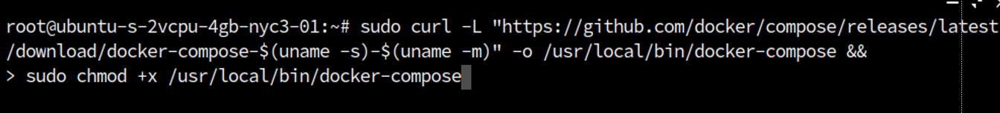 root@ubuntu-s-2vcpu-4gb-nyc3-01:~# sudo curl -L "https://github.com/docker/compose/releases/latest
/download/docker-compose-$(uname -s)-$(uname -m)" -o /usr/local/bin/docker-compose &&
> sudo chmod +x /usr/local/bin/docker-compose